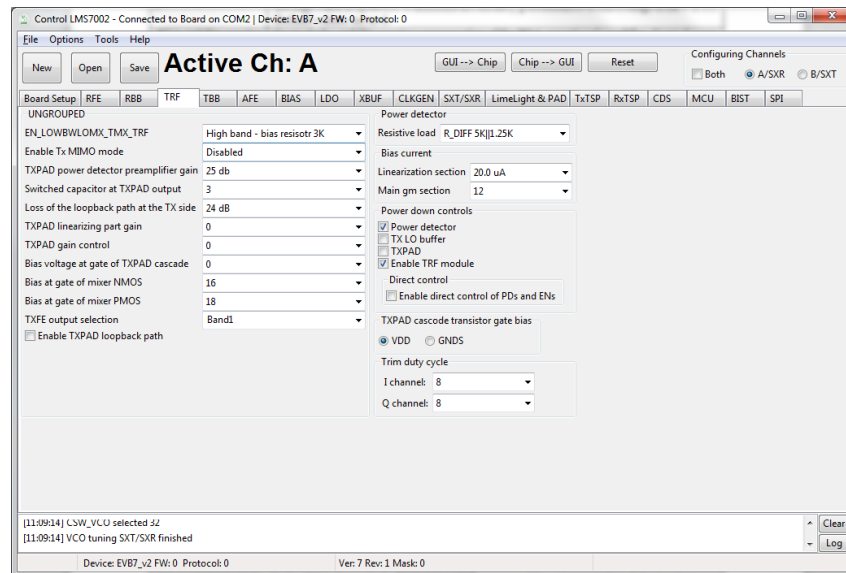 Control LMS7002 - Connected to Board on COM2 | Device: EVB7_v2 FW: 0 Protocol: 0
File Options Tools Help
New Open Save Active Ch: A GUI --> Chip Chip --> GUI Reset
Configuring Channels
Both A/SXR B/SXT
Board Setup RFE RBB TRF TBB AFE BIAS LDO XBUF CLKGEN SXT/SXR LimeLight & PAD TxTSP RxTSP CDS MCU BIST SPI
UNGROUPED
EN_LOWBWLOMX_TMX_TRF High band - bias resisotr 3K
Enable Tx MIMO mode Disabled
TXPAD power detector preamplifier gain 25 db
Switched capacitor at TXPAD output 3
Loss of the loopback path at the TX side 24 dB
TXPAD linearizing part gain 0
TXPAD gain control 0
Bias voltage at gate of TXPAD cascade 0
Bias at gate of mixer NMOS 16
Bias at gate of mixer PMOS 18
TXFE output selection Band1
Enable TXPAD loopback path
Power detector
Resistive load R_DIFF 5K||1.25K
Bias current
Linearization section 20.0 uA
Main gm section 12
Power down controls
Power detector
TX LO buffer
TXPAD
Enable TRF module
Direct control
Enable direct control of PDs and ENs
TXPAD cascode transistor gate bias
VDD GNDS
Trim duty cycle
I channel: 8
Q channel: 8
[11:09:14] CSW_VCO selected 32
[11:09:14] VCO tuning SXT/SXR finished
Clear
Log
Device: EVB7_v2 FW: 0 Protocol: 0 Ver: 7 Rev: 1 Mask: 0